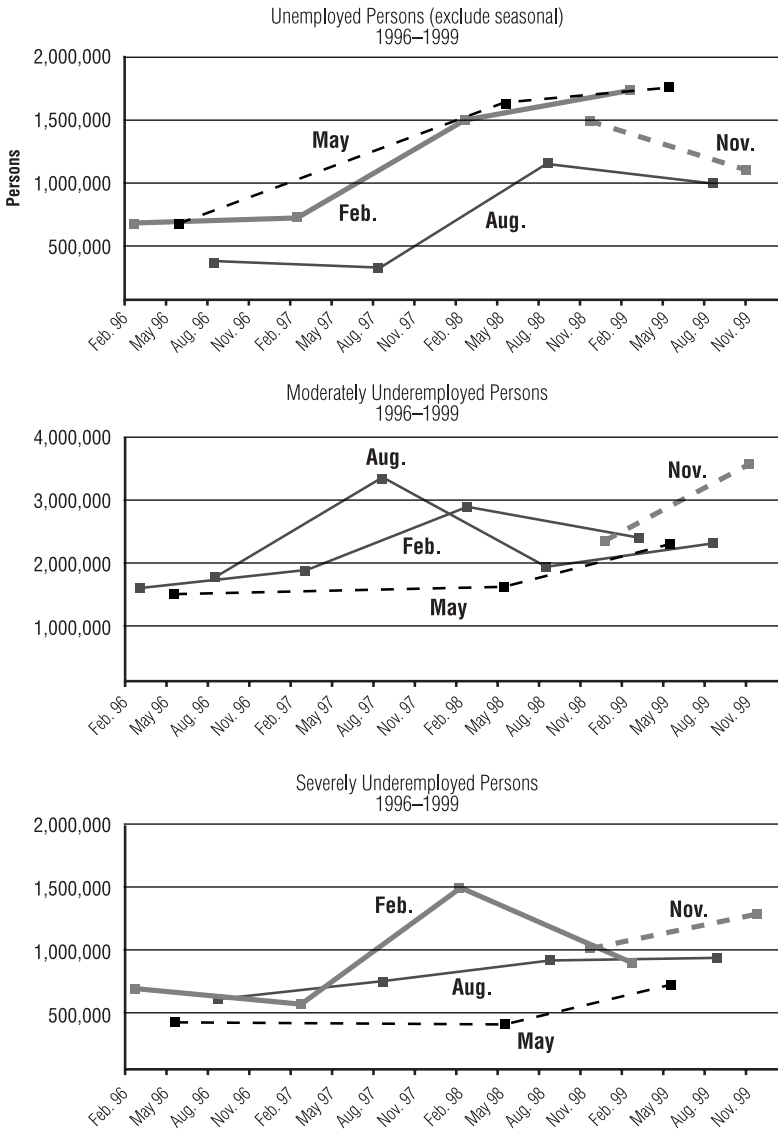 Unemployed Persons (exclude seasonal)
1996–1999
2,000,000
1,500,000
1,000,000
500,000
Persons
May
Feb.
Aug.
Nov.
Feb. 96
May 96
Aug. 96
Nov. 96
Feb. 97
May 97
Aug. 97
Nov. 97
Feb. 98
May 98
Aug. 98
Nov. 98
Feb. 99
May 99
Aug. 99
Nov. 99
Moderately Underemployed Persons
1996–1999
4,000,000
3,000,000
2,000,000
1,000,000
Aug.
Feb.
May
Nov.
Feb. 96
May 96
Aug. 96
Nov. 96
Feb. 97
May 97
Aug. 97
Nov. 97
Feb. 98
May 98
Aug. 98
Nov. 98
Feb. 99
May 99
Aug. 99
Nov. 99
Severely Underemployed Persons
1996–1999
2,000,000
1,500,000
1,000,000
500,000
Feb.
Aug.
Nov.
May
Feb. 96
May 96
Aug. 96
Nov. 96
Feb. 97
May 97
Aug. 97
Nov. 97
Feb. 98
May 98
Aug. 98
Nov. 98
Feb. 99
May 99
Aug. 99
Nov. 99